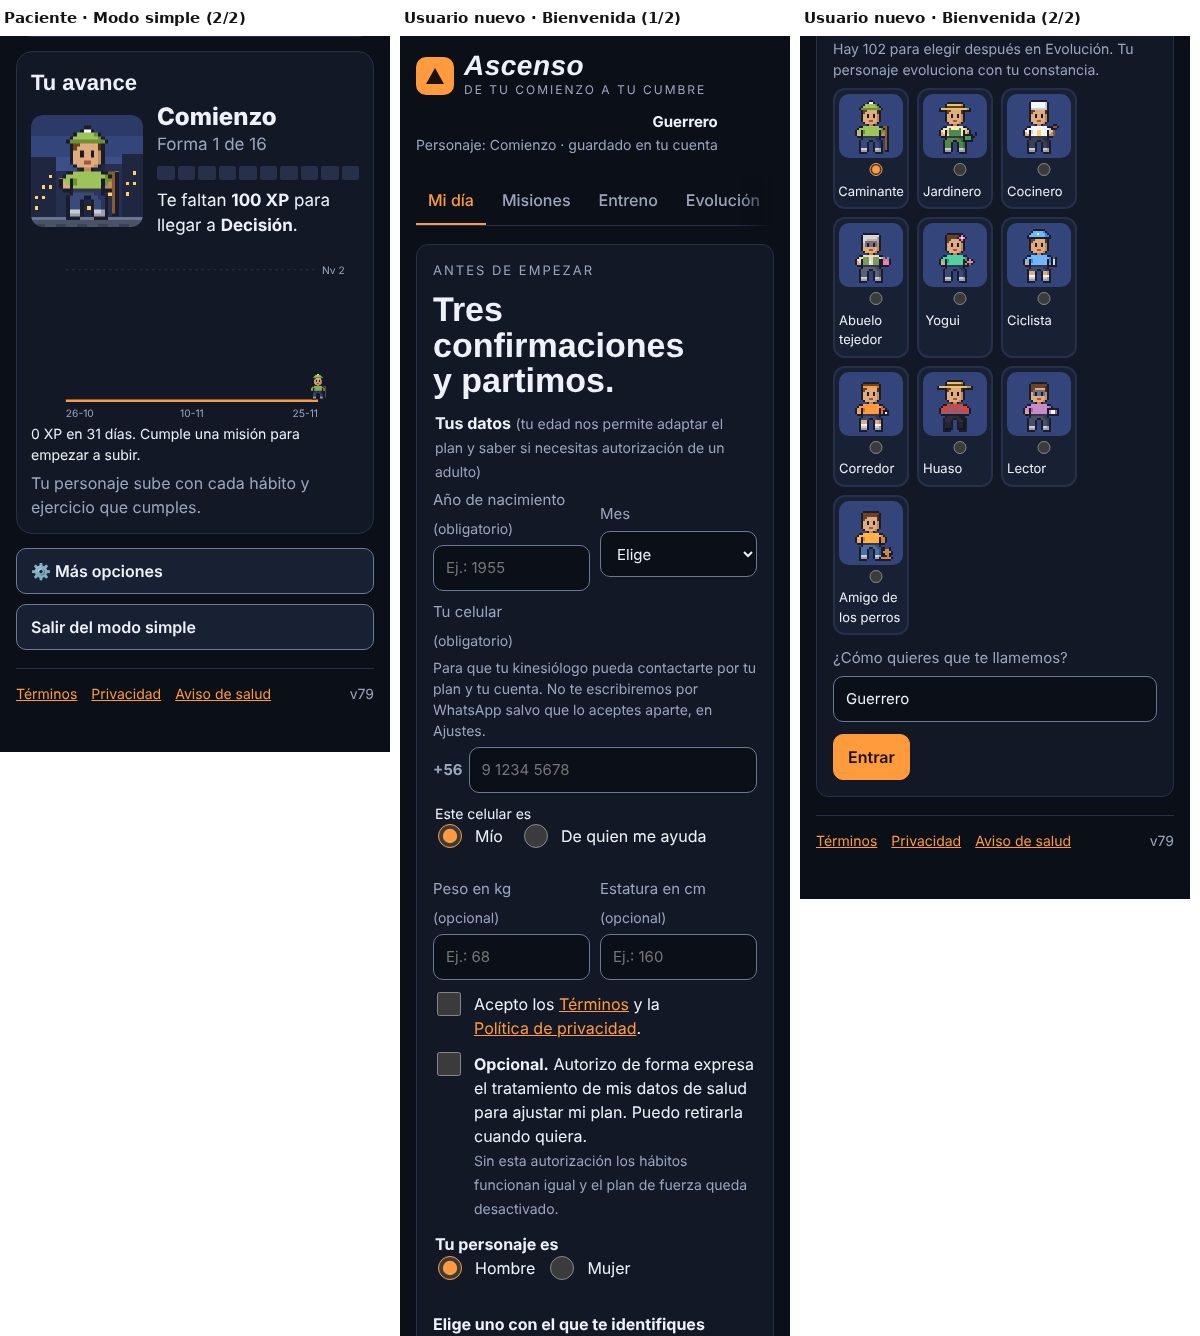 Paciente · Modo simple (2/2)
Tu avance
Comienzo
Forma 1 de 16
Te faltan 100 XP para
llegar a Decisión.
Nv 2
26-10
10-11
25-11
0 XP en 31 días. Cumple una misión para
empezar a subir.
Tu personaje sube con cada hábito y
ejercicio que cumples.
⚙️ Más opciones
Salir del modo simple
Términos Privacidad Aviso de salud v79
Usuario nuevo · Bienvenida (1/2)
Ascenso
DE TU COMIENZO A TU CUMBRE
Guerrero
Personaje: Comienzo · guardado en tu cuenta
Mi día Misiones Entreno Evolución
ANTES DE EMPEZAR
Tres
confirmaciones
y partimos.
Tus datos (tu edad nos permite adaptar el
plan y saber si necesitas autorización de un
adulto)
Año de nacimiento
(obligatorio)
Ej.: 1955
Mes
Elige
Tu celular
(obligatorio)
Para que tu kinesiólogo pueda contactarte por tu
plan y tu cuenta. No te escribiremos por
WhatsApp salvo que lo aceptes aparte, en
Ajustes.
+56 9 1234 5678
Este celular es
Mío De quien me ayuda
Peso en kg
(opcional)
Ej.: 68
Estatura en cm
(opcional)
Ej.: 160
Acepto los Términos y la
Política de privacidad.
Opcional. Autorizo de forma expresa
el tratamiento de mis datos de salud
para ajustar mi plan. Puedo retirarla
cuando quiera.
Sin esta autorización los hábitos
funcionan igual y el plan de fuerza queda
desactivado.
Tu personaje es
Hombre Mujer
Elige uno con el que te identifiques
Usuario nuevo · Bienvenida (2/2)
Hay 102 para elegir después en Evolución. Tu
personaje evoluciona con tu constancia.
Caminante Jardinero Cocinero
Abuelo
tejedor
Yogui
Ciclista
Corredor Huaso Lector
Amigo de
los perros
¿Cómo quieres que te llamemos?
Guerrero
Entrar
Términos Privacidad Aviso de salud v79